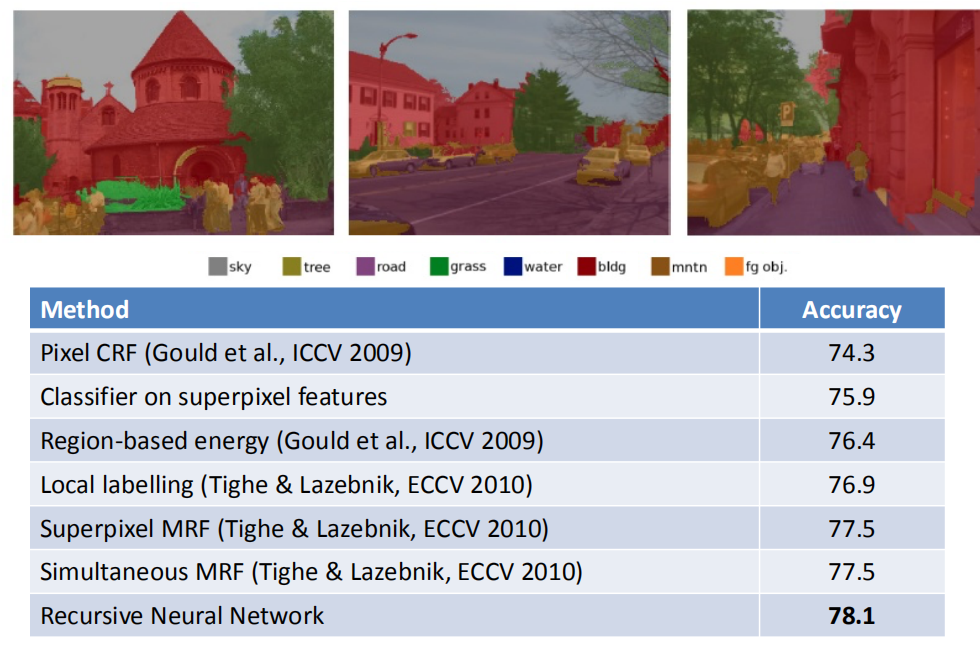 P
sky tree road grass water bldg mntn fg obj.
Method Accuracy
Pixel CRF (Gould et al., ICCV 2009) 74.3
Classifier on superpixel features 75.9
Region-based energy (Gould et al., ICCV 2009) 76.4
Local labelling (Tighe & Lazebnik, ECCV 2010) 76.9
Superpixel MRF (Tighe & Lazebnik, ECCV 2010) 77.5
Simultaneous MRF (Tighe & Lazebnik, ECCV 2010) 77.5
Recursive Neural Network 78.1